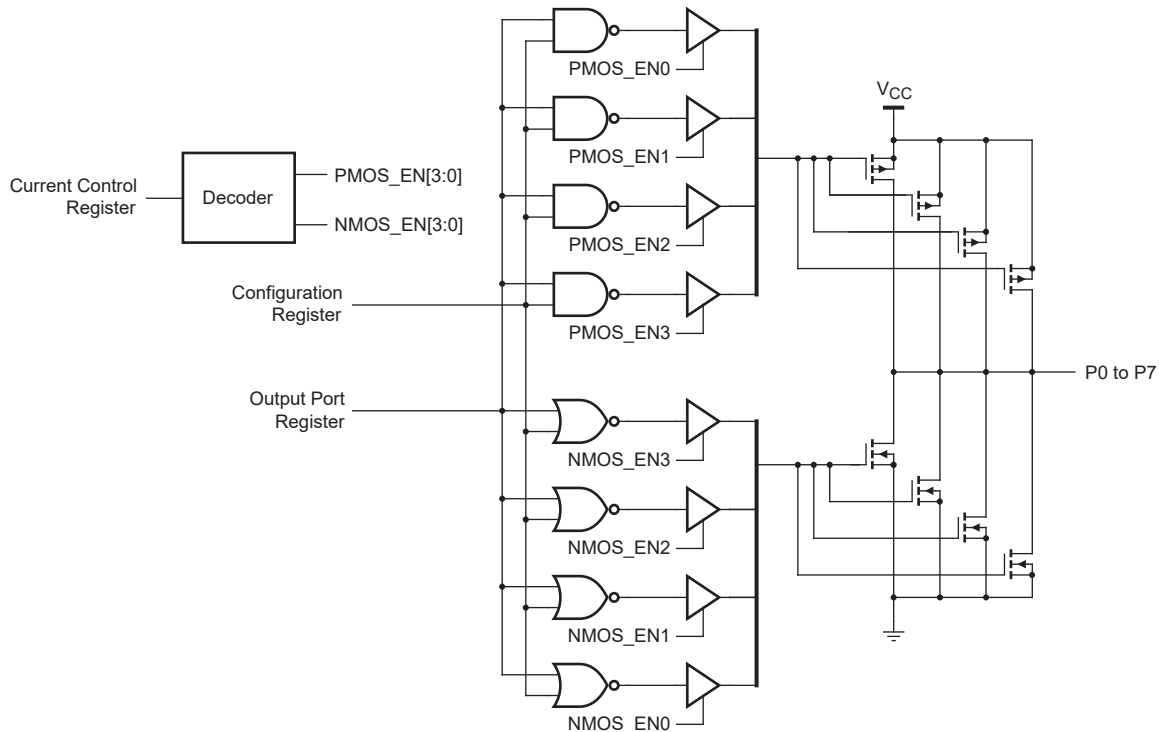 PMOS_EN0
VCC
PMOS_EN1
Current Control
Register
Decoder
PMOS_EN[3:0]
NMOS_EN[3:0]
PMOS_EN2
Configuration
Register
PMOS_EN3
P0 to P7
Output Port
Register
NMOS_EN3
NMOS_EN2
NMOS_EN1
NMOS_EN0